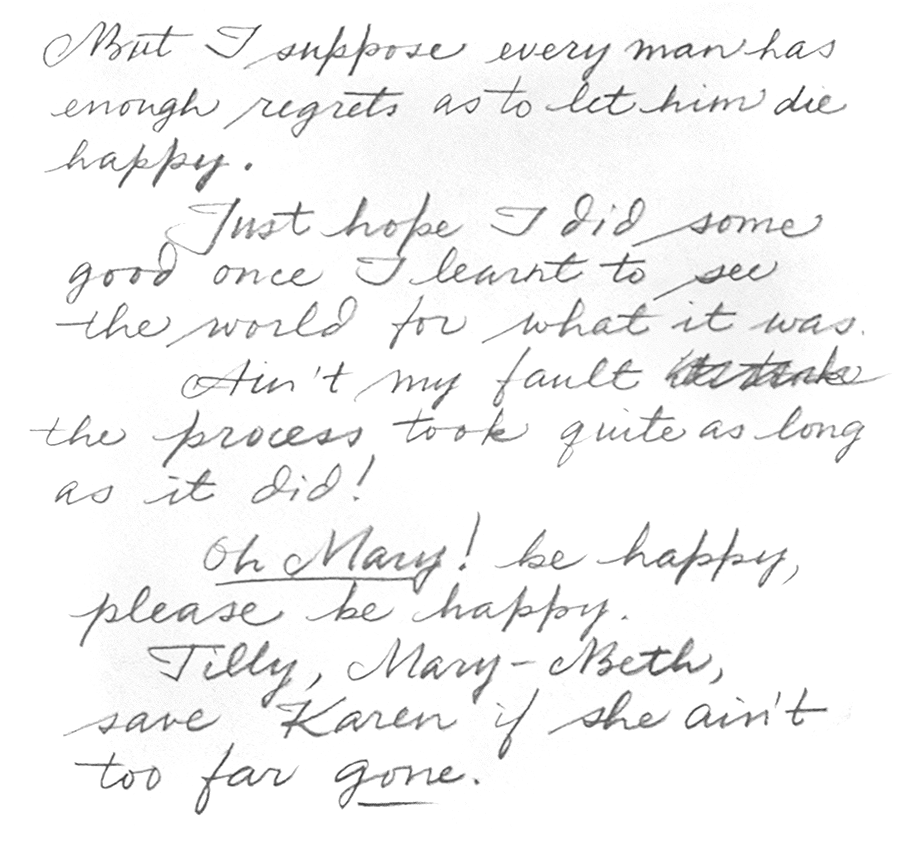 But I suppose every man has
enough regrets as to let him die
happy.
Just hope I did some
good once I learnt to see
the world for what it was.
Ain't my fault
the process took quite as long
as it did!
Oh Mary! be happy,
please be happy.
Tilly, Mary-Beth,
save Karen if she ain't
too far gone.